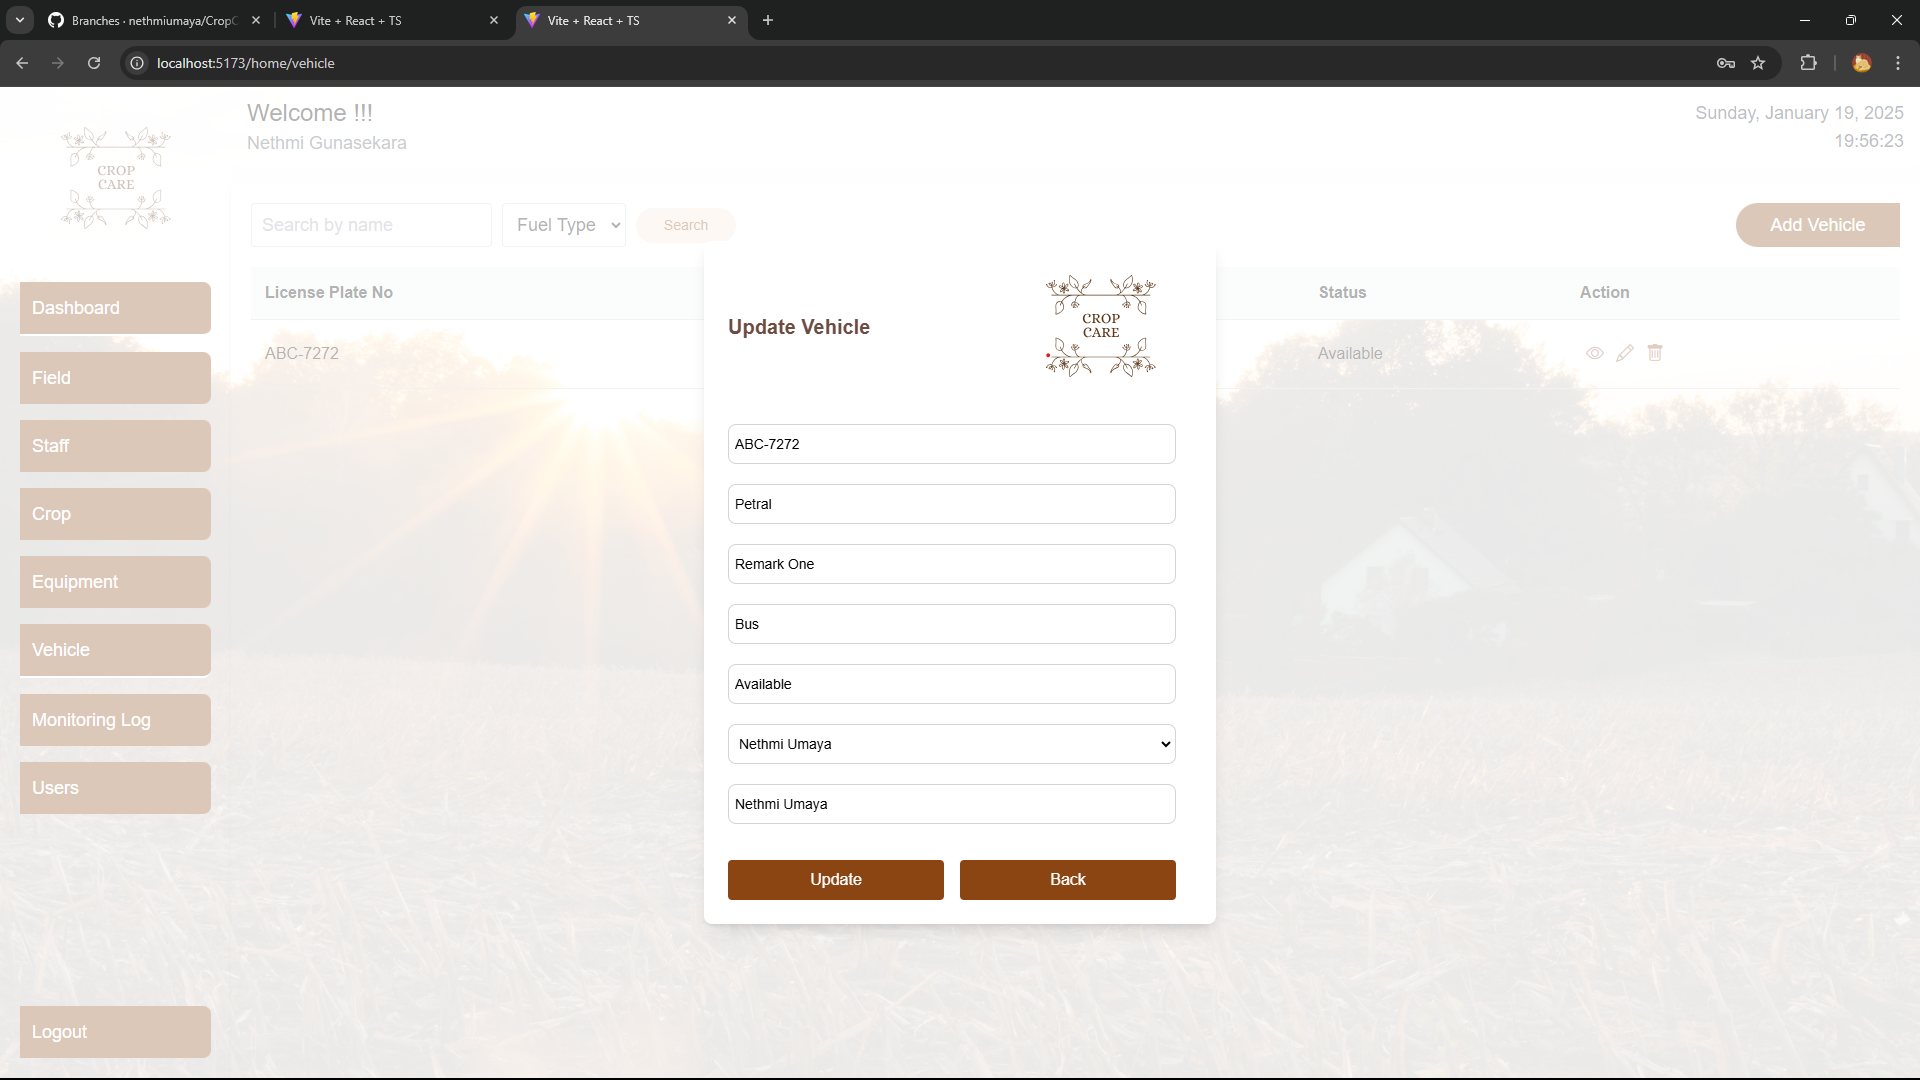 Branches · nethmiumaya/CropC
Vite + React + TS
Vite + React + TS
localhost:5173/home/vehicle
CROP
CARE
Welcome !!!
Nethmi Gunasekara
Sunday, January 19, 2025
19:56:23
Search by name
Fuel Type
Search
Add Vehicle
License Plate No
Status
Action
ABC-7272
Available
Dashboard
Field
Staff
Crop
Equipment
Vehicle
Monitoring Log
Users
Logout
Update Vehicle
CROP
CARE
ABC-7272
Petral
Remark One
Bus
Available
Nethmi Umaya
Nethmi Umaya
Update
Back